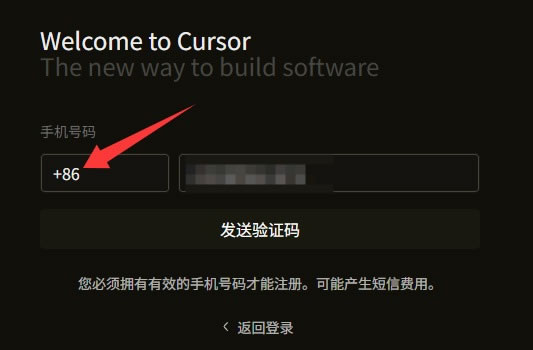 Welcome to Cursor
The new way to build software
手机号码
+86
发送验证码
您必须拥有有效的手机号码才能注册。可能产生短信费用。
返回登录